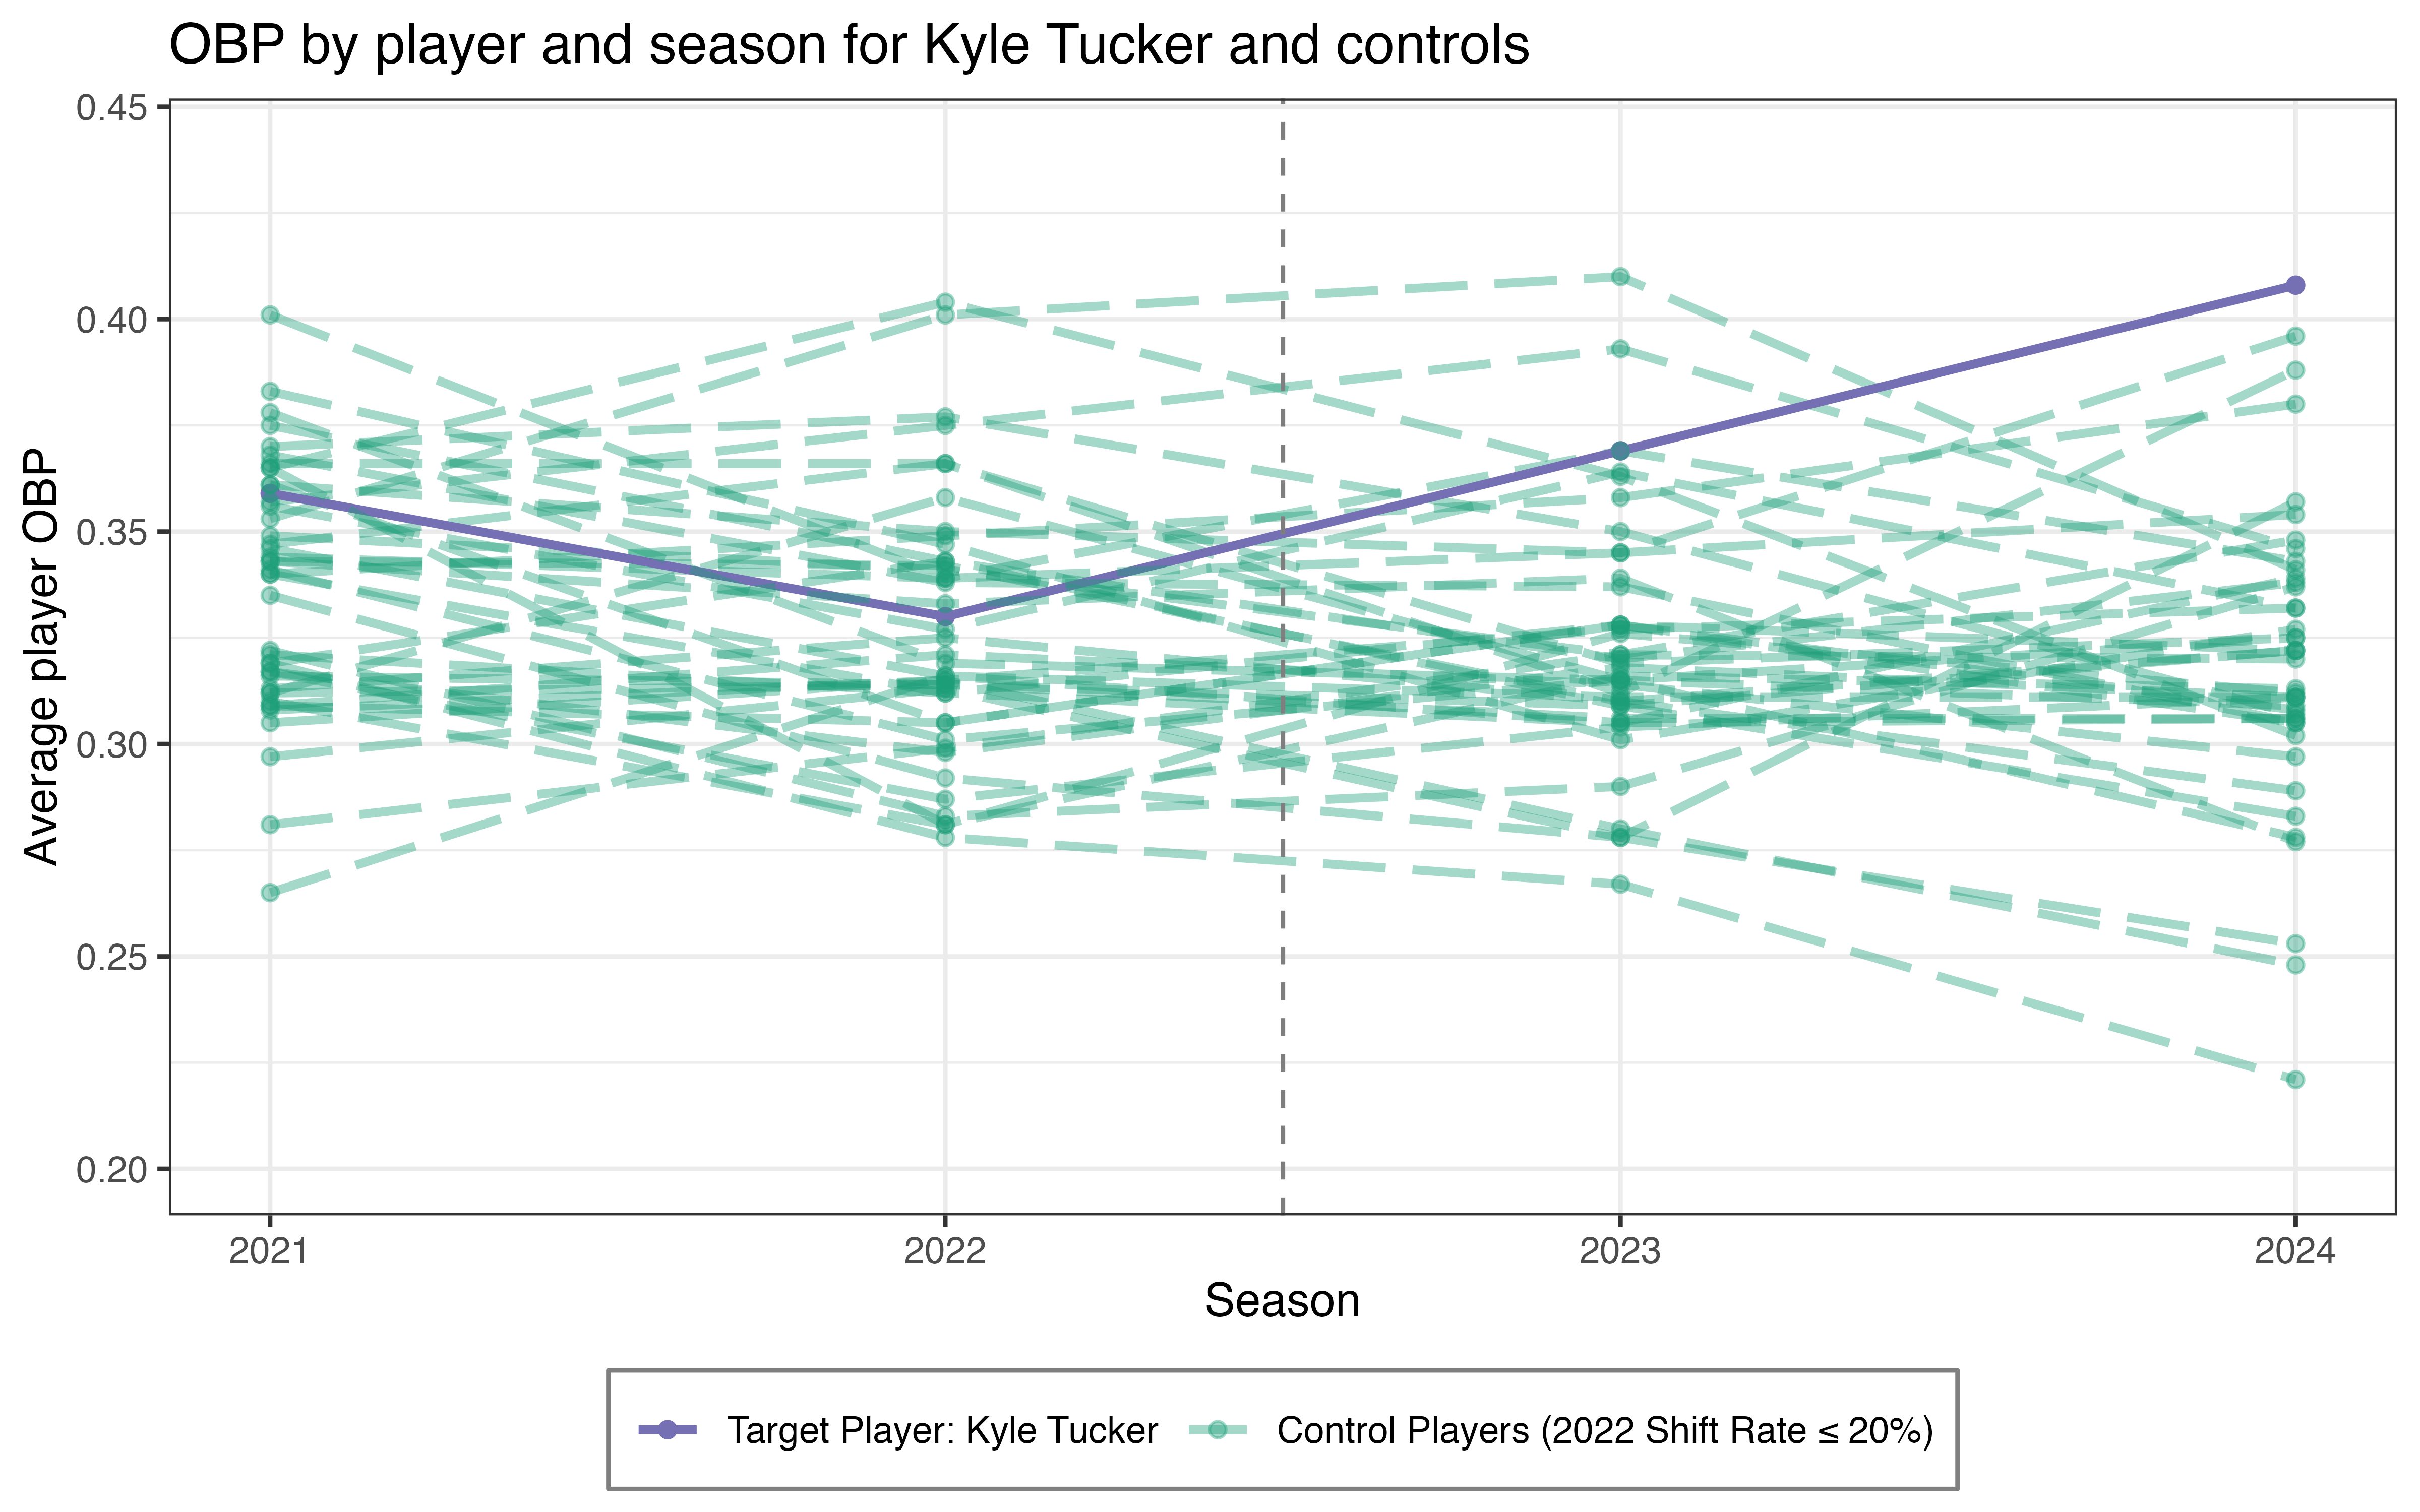 OBP by player and season for Kyle Tucker and controls
Average player OBP
0.45
0.40
0.35
0.30
0.25
0.20
2021 2022 2023 2024
Season
Target Player: Kyle Tucker Control Players (2022 Shift Rate ≤ 20%)